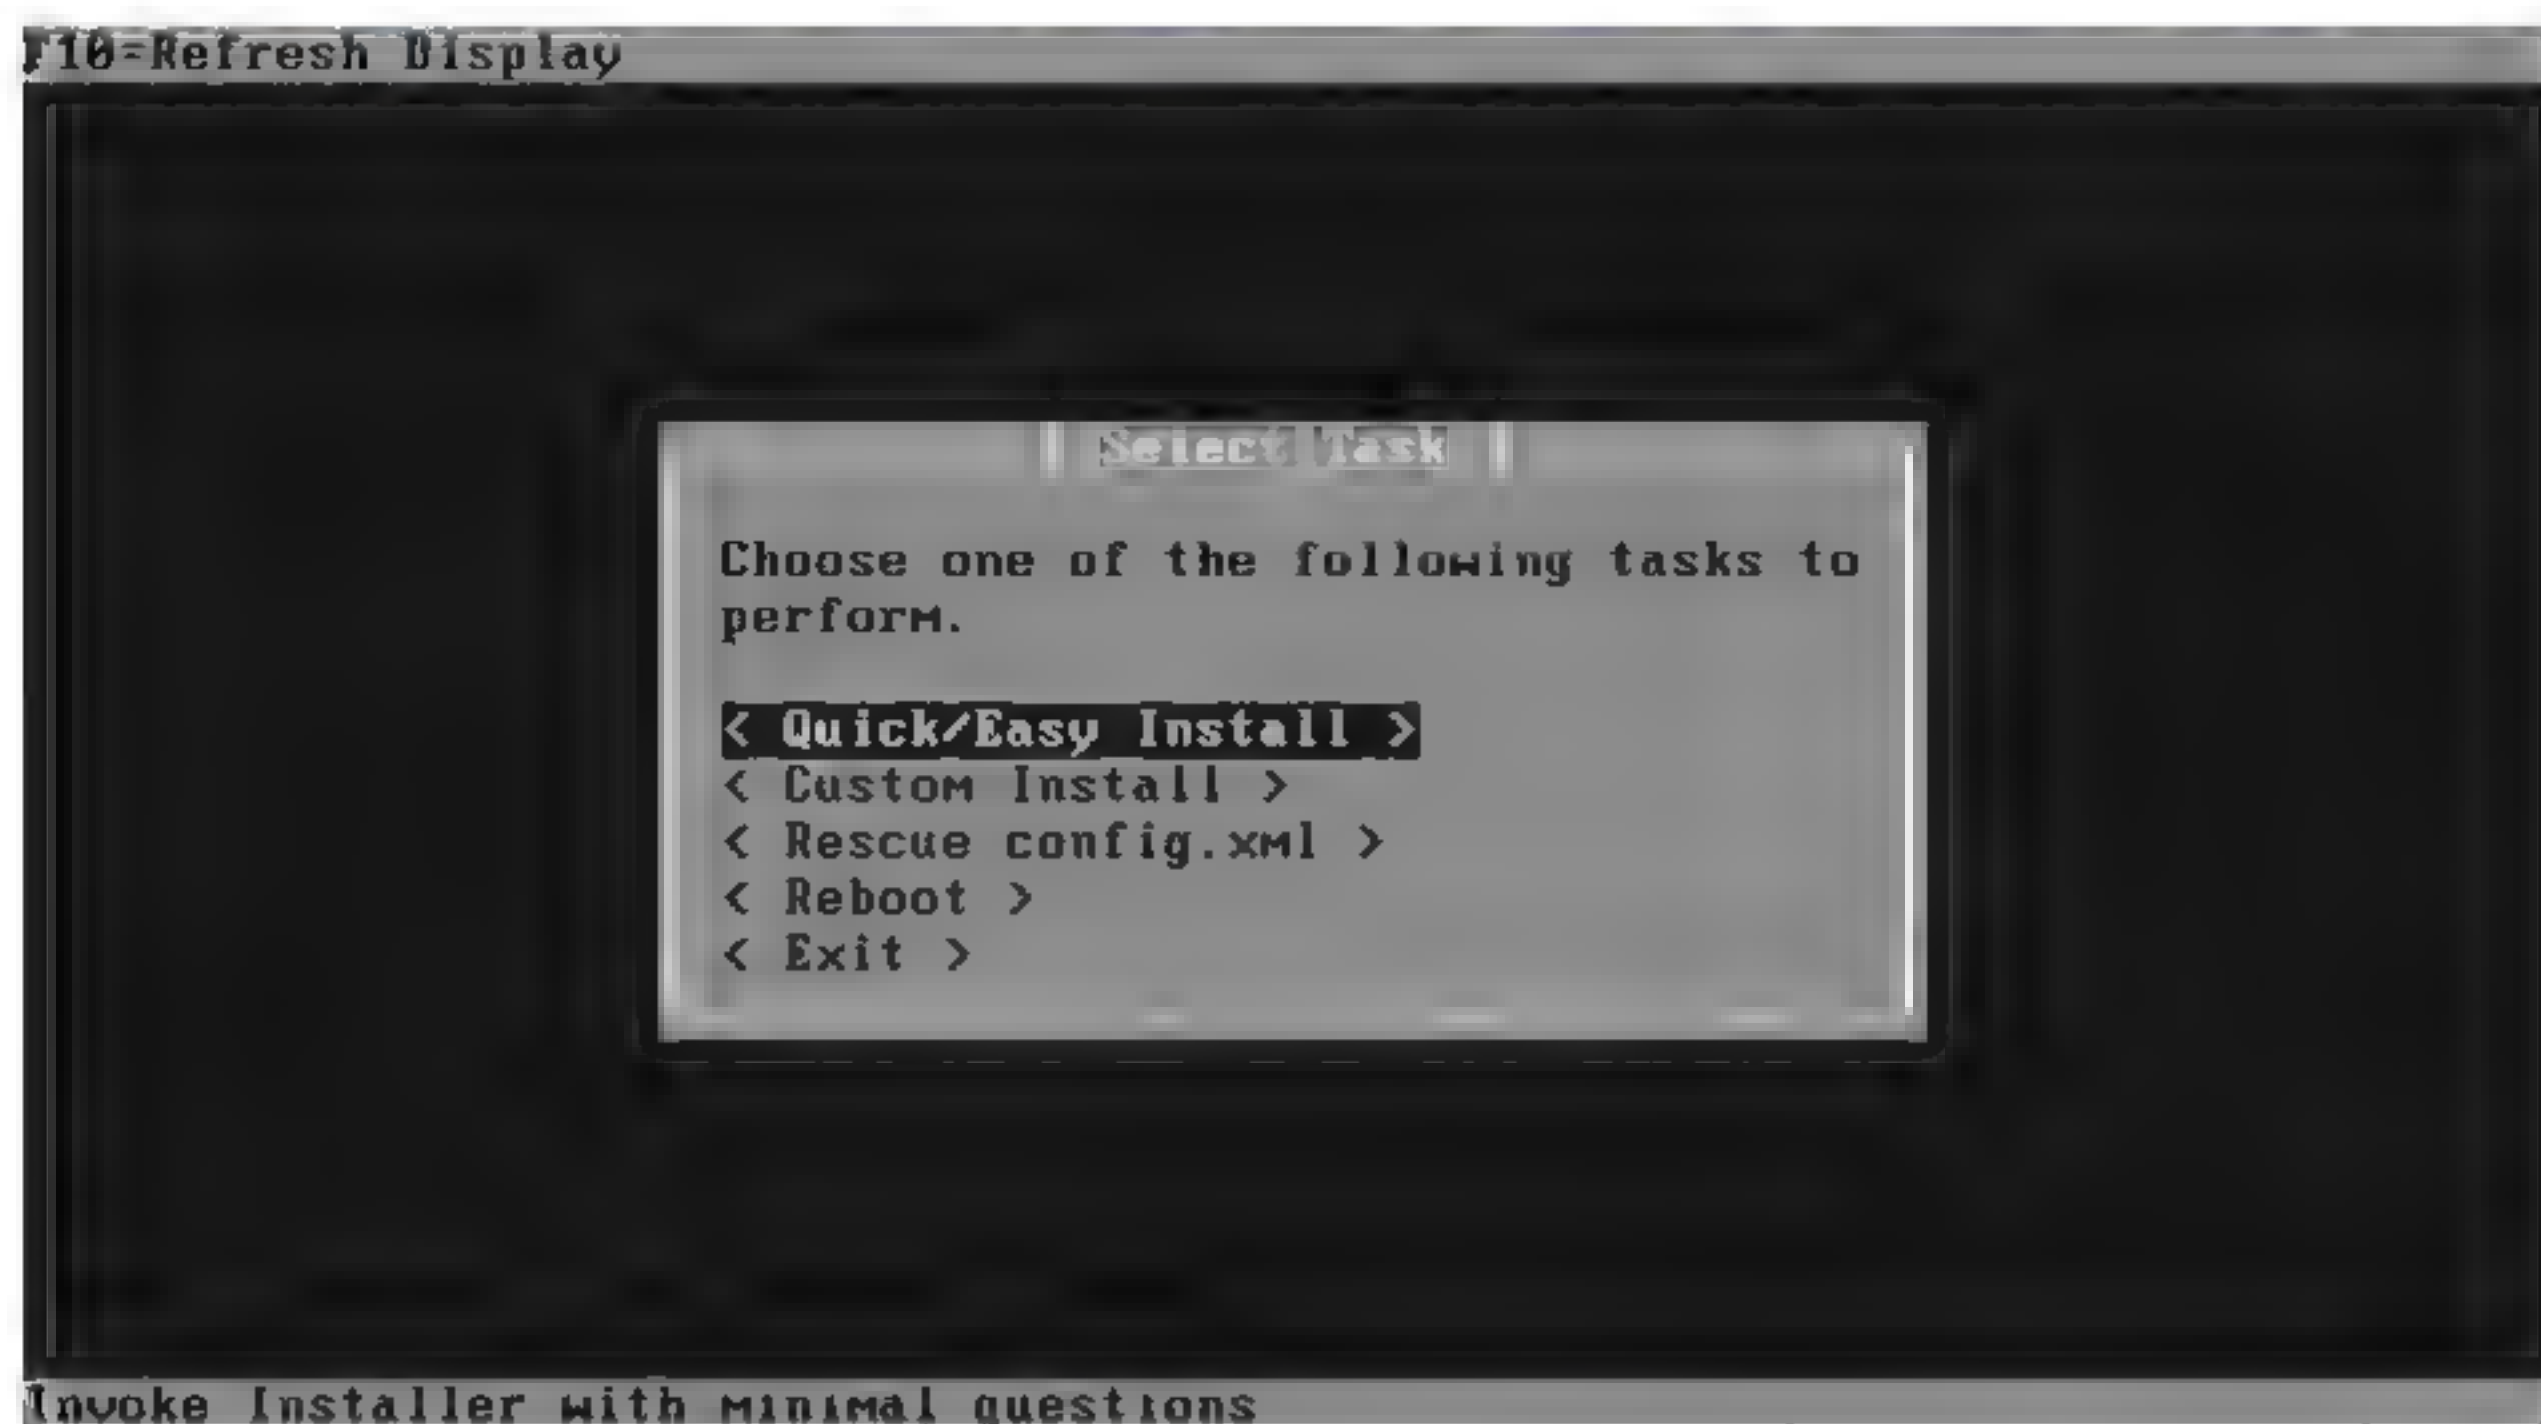 F10=Refresh Display
Select Task
Choose one of the following tasks to
perform.
< Quick/Easy Install >
< Custom Install >
< Rescue config.xml >
< Reboot >
< Exit >
Invoke Installer with minimal questions